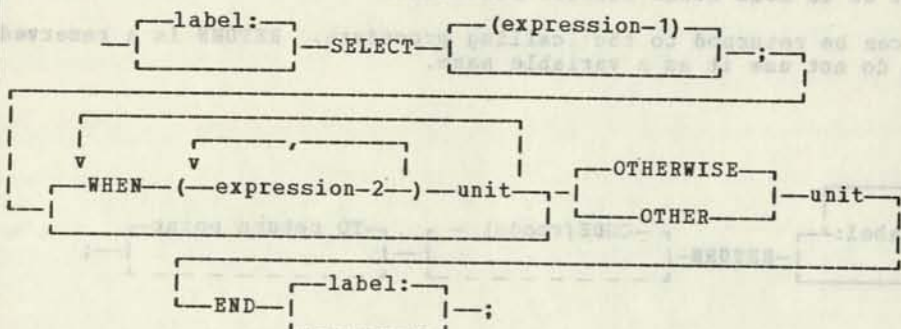 label:
(expression-1)
SELECT ;
,
v v
WHEN ( expression-2 ) unit OTHERWISE unit
OTHER
label:
END ;